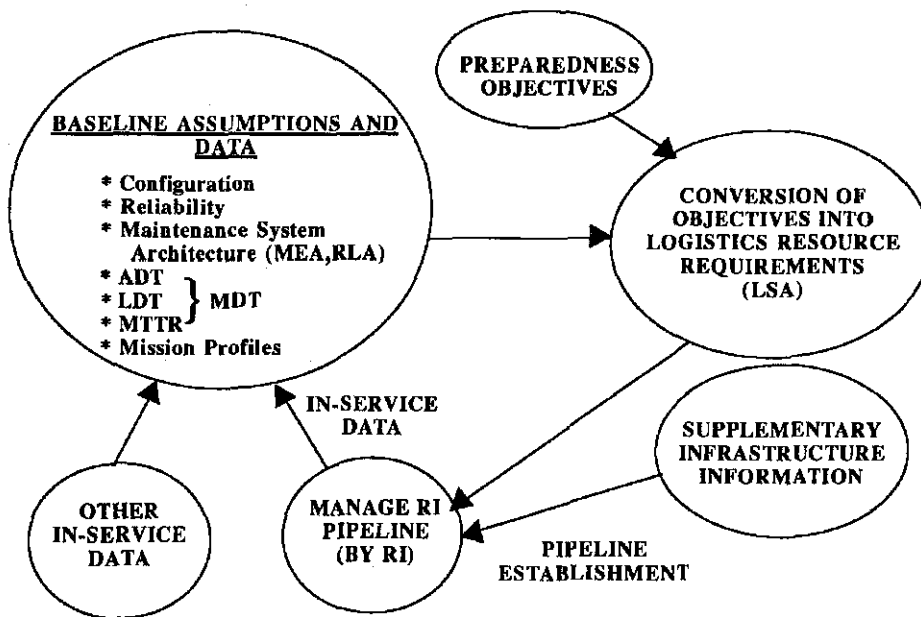 PREPAREDNESS
OBJECTIVES
BASELINE ASSUMPTIONS AND
DATA
* Configuration
* Reliability
* Maintenance System
Architecture (MEA,RLA)
* ADT
* LDT } MDT
* MTTR
* Mission Profiles
CONVERSION OF
OBJECTIVES INTO
LOGISTICS RESOURCE
REQUIREMENTS
(LSA)
IN-SERVICE
DATA
SUPPLEMENTARY
INFRASTRUCTURE
INFORMATION
OTHER
IN-SERVICE
DATA
MANAGE RI
PIPELINE
(BY RI)
PIPELINE
ESTABLISHMENT